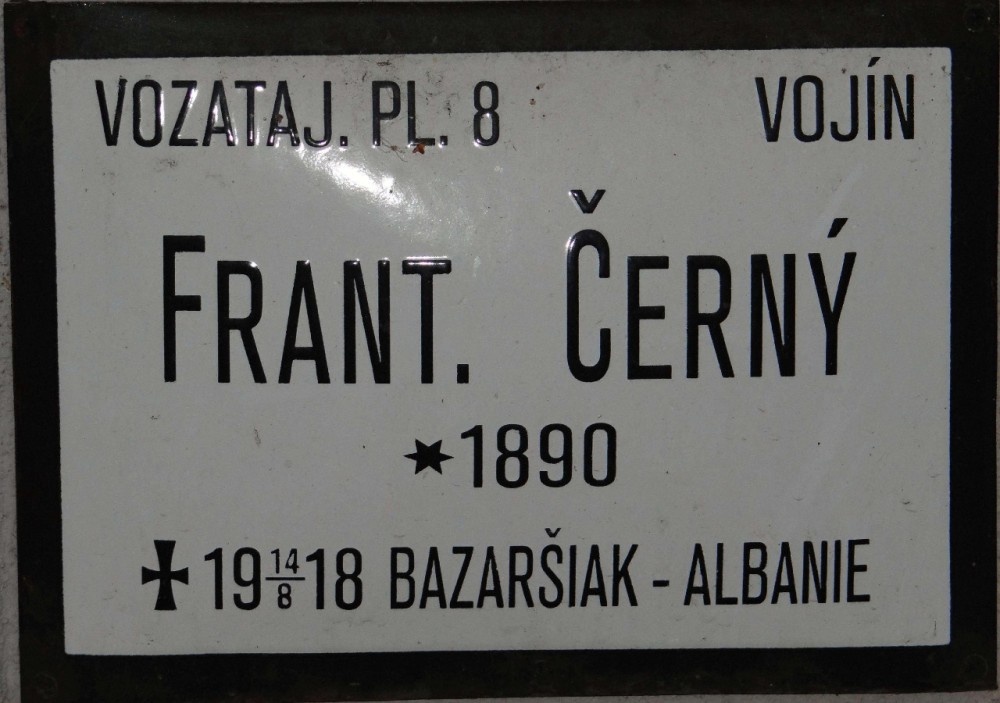 VOZATAJ. PL. 8 VOJÍN
FRANT. ČERNÝ
✶1890
✠ 19 14/8 18 BAZARŠIAK - ALBANIE